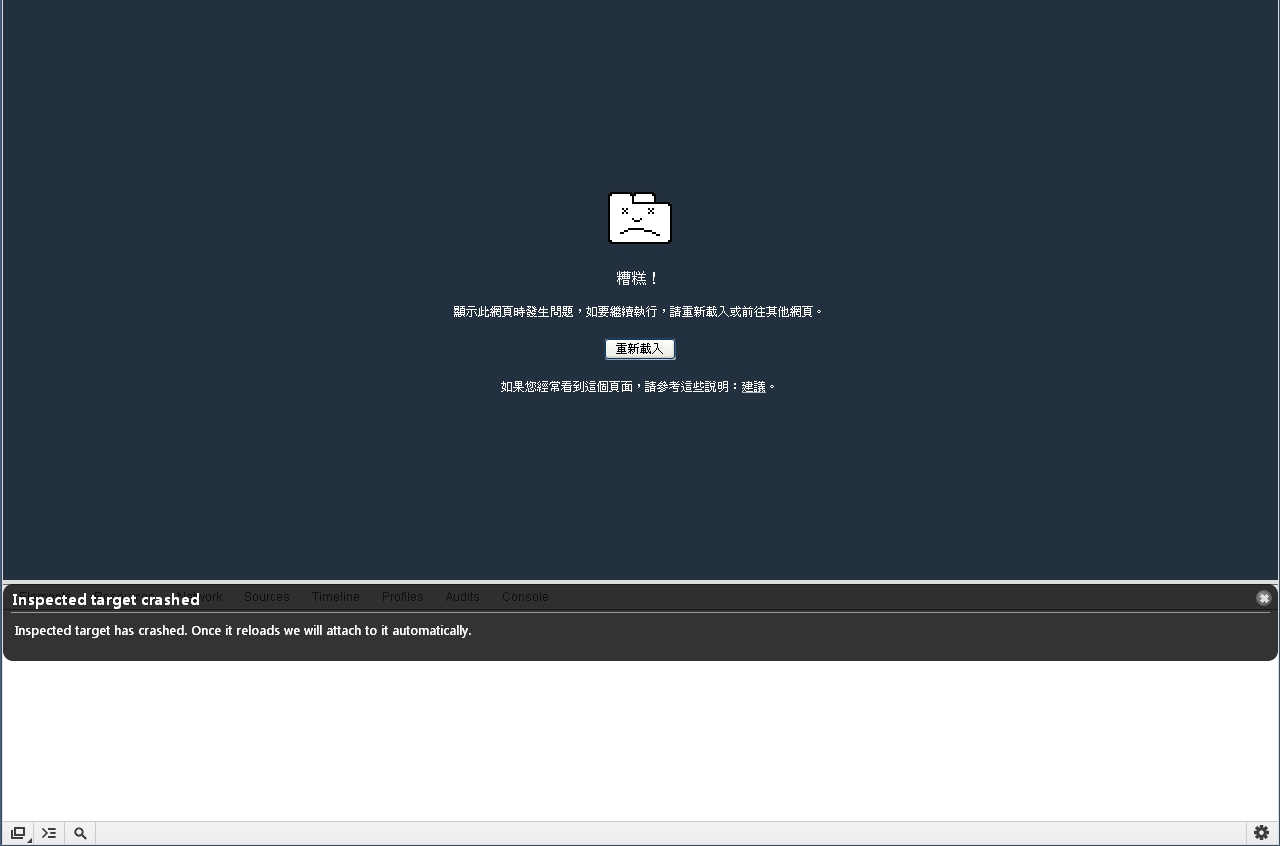 糟糕！
顯示此網頁時發生問題，如要繼續執行，請重新載入或前往其他網頁。
重新載入
如果您經常看到這個頁面，請參考這些說明：建議。
Inspected target crashed
Sources Timeline Profiles Audits Console
Inspected target has crashed. Once it reloads we will attach to it automatically.